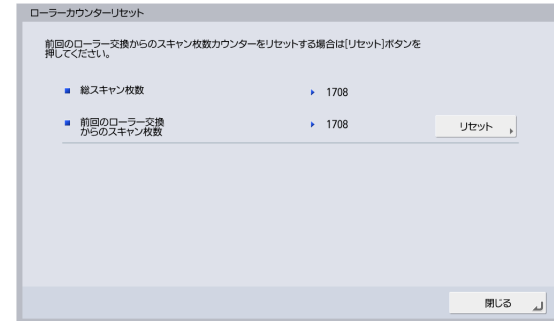 ローラーカウンターリセット
前回のローラー交換からのスキャン枚数カウンターをリセットする場合は[リセット]ボタンを
押してください。
総スキャン枚数 1708
前回のローラー交換
からのスキャン枚数 1708 リセット
閉じる